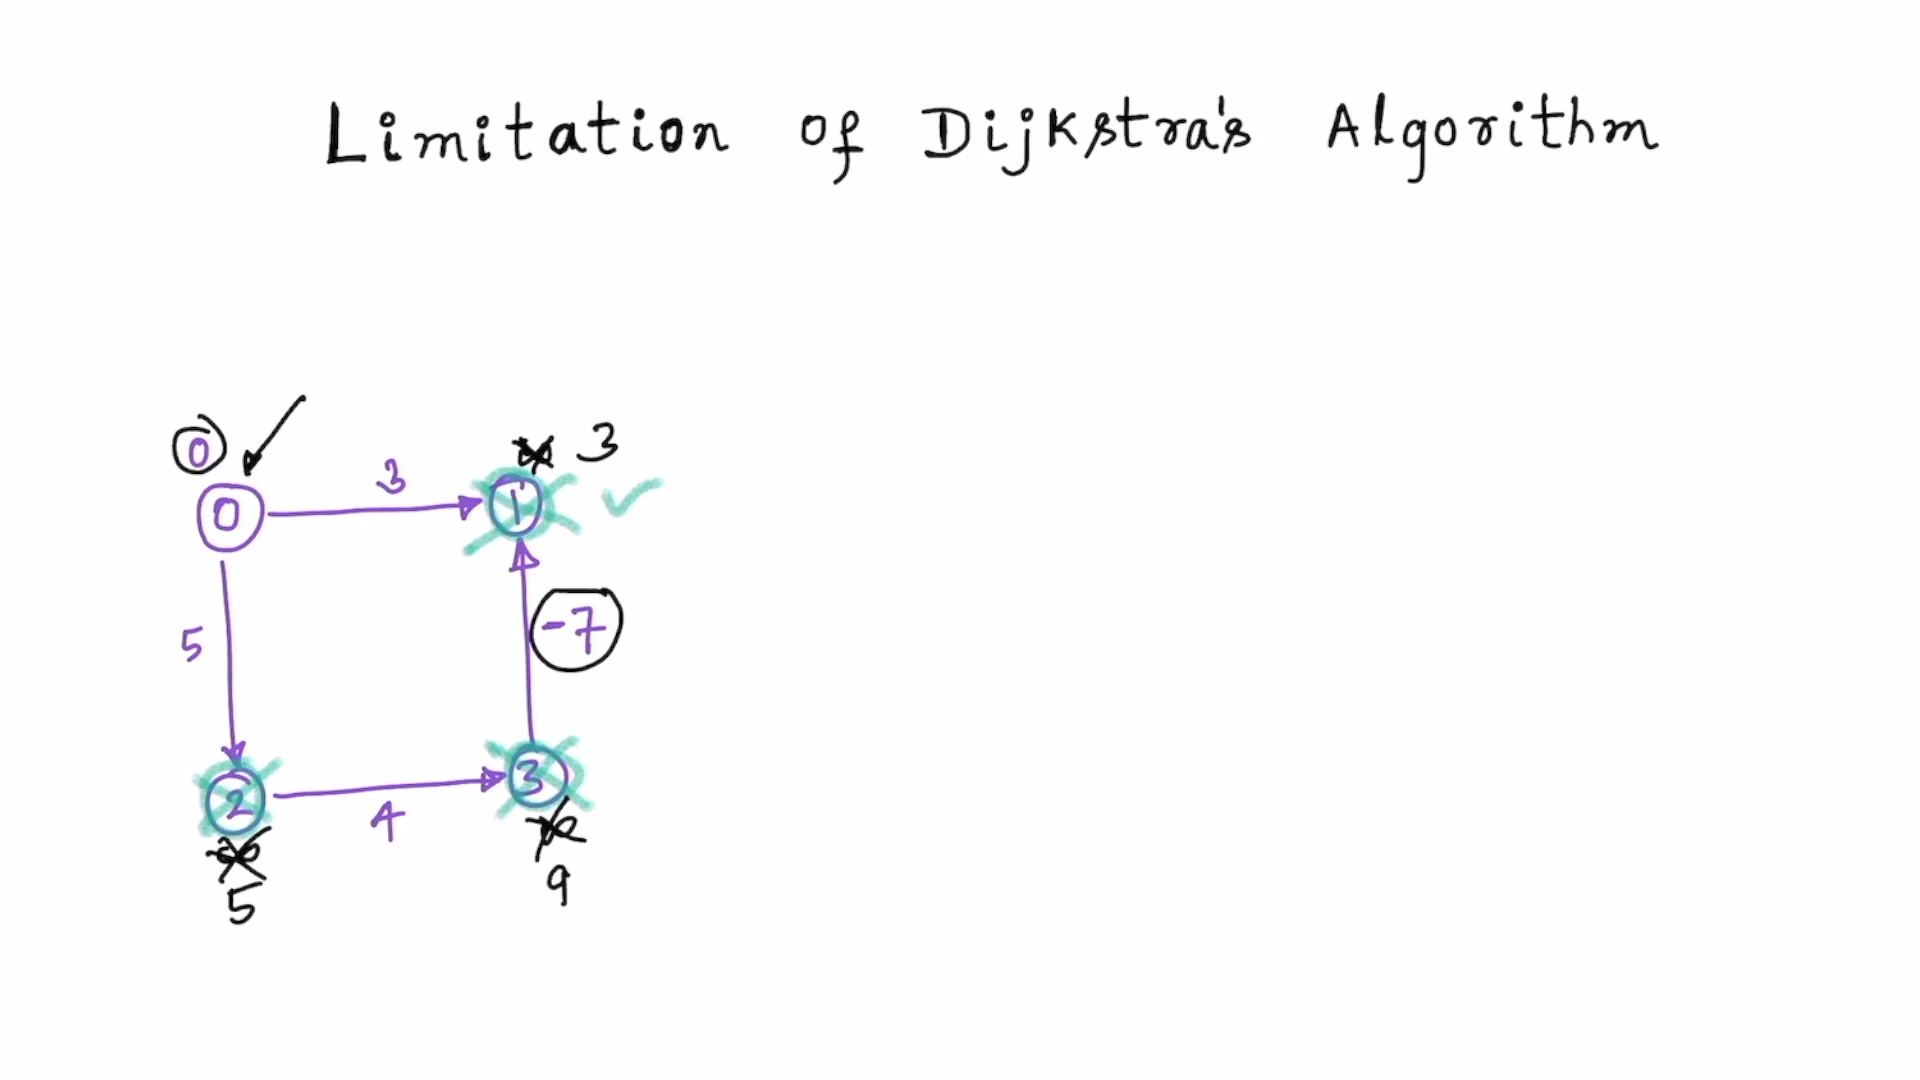 Limitation of Dijkstra's Algorithm
0 ∞ 3
0 3 1 ✓
5 -7
2 4 3
∞ ∞
5 9